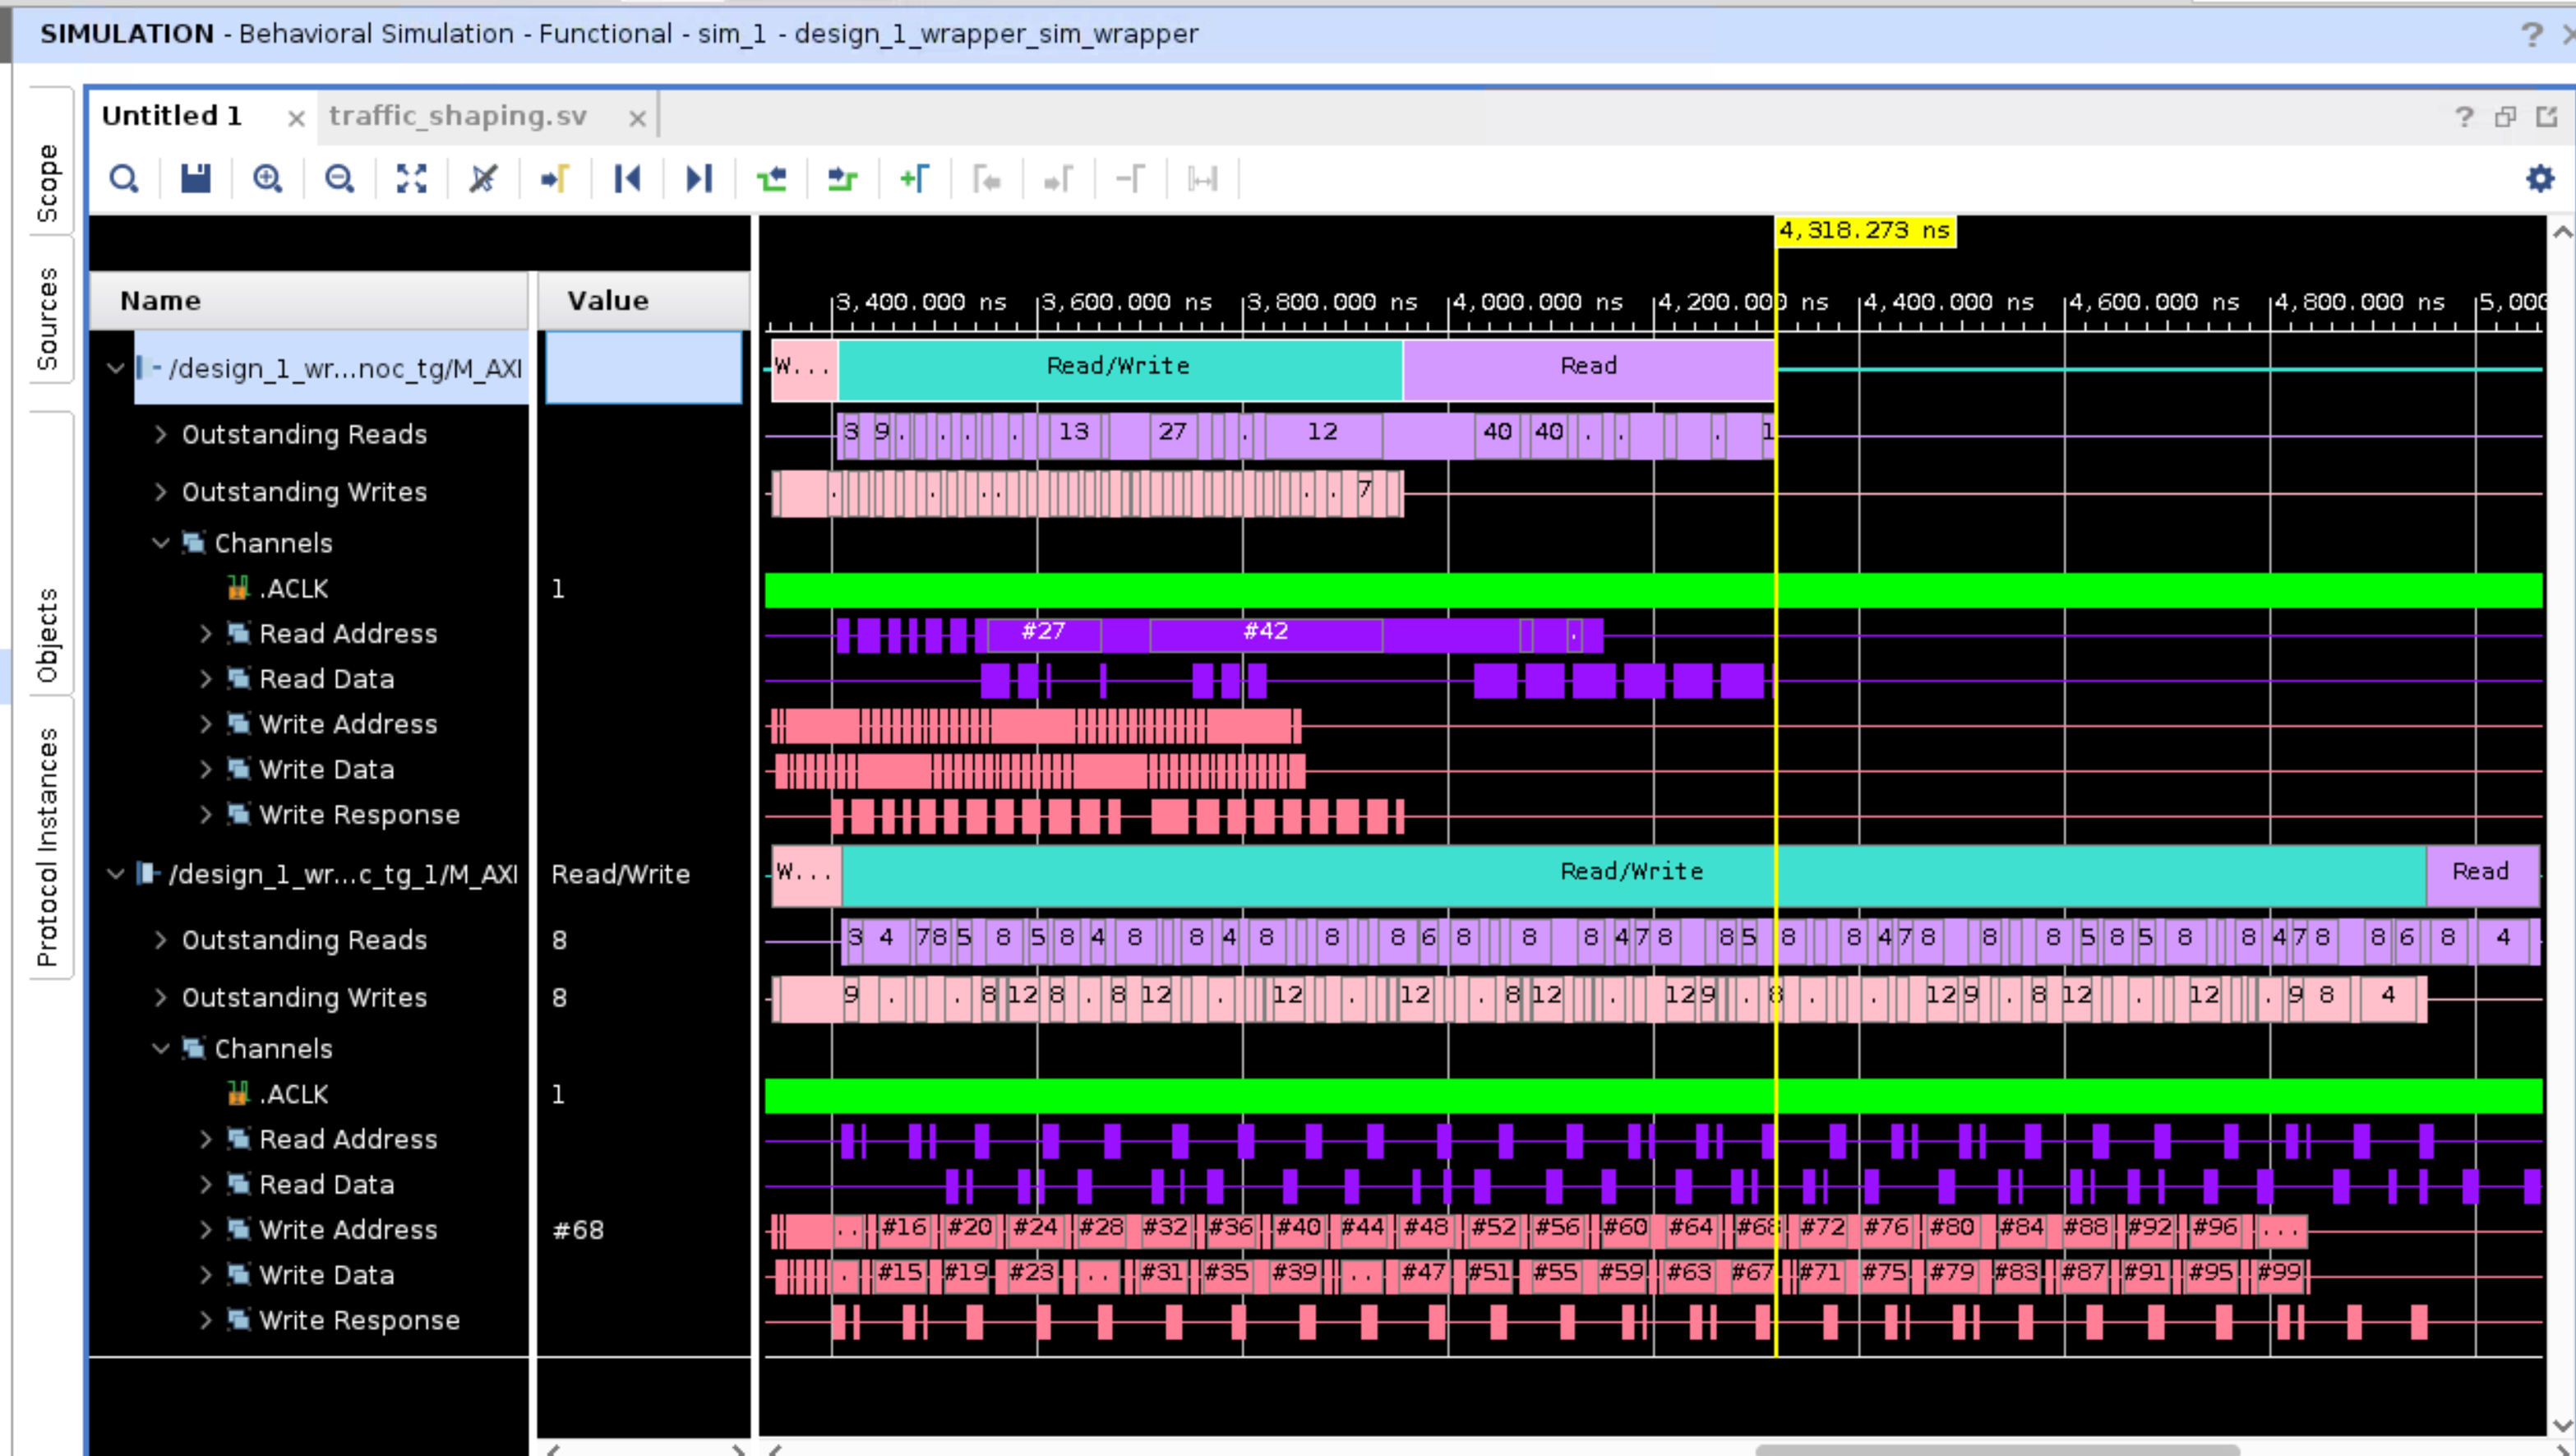 SIMULATION - Behavioral Simulation - Functional - sim_1 - design_1_wrapper_sim_wrapper
Scope
Sources
Objects
Protocol Instances
Untitled 1 traffic_shaping.sv
4,318.273 ns
Name Value
3,400.000 ns 3,600.000 ns 3,800.000 ns 4,000.000 ns 4,200.000 ns 4,400.000 ns 4,600.000 ns 4,800.000 ns 5,000
/design_1_wr...noc_tg/M_AXI W... Read/Write Read
Outstanding Reads 3 9 . . . . 13 27 . 12 40 40 . . . 1
Outstanding Writes . . . . . . 7
Channels
.ACLK 1
Read Address #27 #42 .
Read Data
Write Address
Write Data
Write Response
/design_1_wr...c_tg_1/M_AXI Read/Write W... Read/Write Read
Outstanding Reads 8 3 4 7 8 5 8 5 8 4 8 8 4 8 8 8 6 8 8 8 4 7 8 8 5 8 8 4 7 8 8 8 5 8 5 8 8 4 7 8 8 6 8 4
Outstanding Writes 8 9 . . 8 12 8 . 8 12 . 12 . 12 . 8 12 . 12 9 . 8 . . 12 9 . 8 12 . 12 . 9 8 4
Channels
.ACLK 1
Read Address
Read Data
Write Address #68 .. #16 #20 #24 #28 #32 #36 #40 #44 #48 #52 #56 #60 #64 #68 #72 #76 #80 #84 #88 #92 #96 ...
Write Data . #15 #19 #23 .. #31 #35 #39 .. #47 #51 #55 #59 #63 #67 #71 #75 #79 #83 #87 #91 #95 #99
Write Response